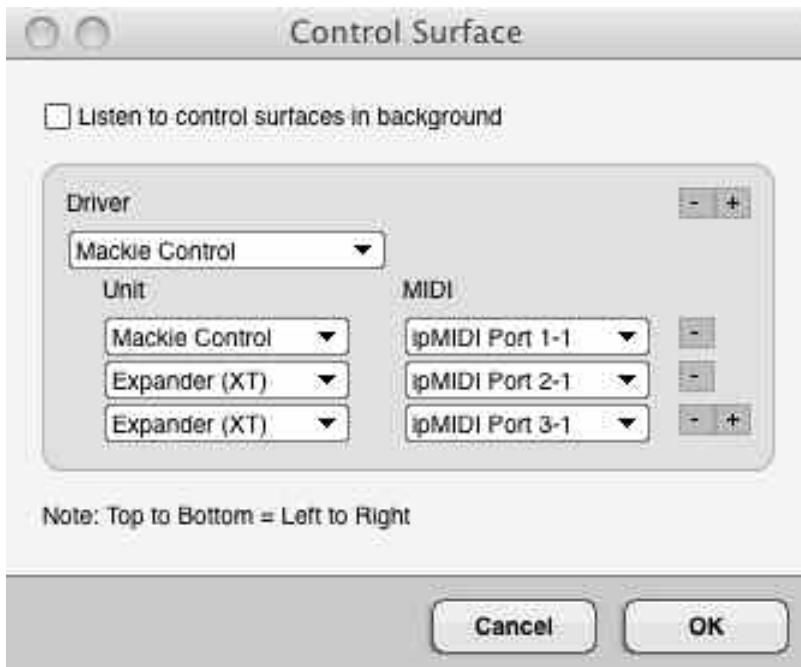 Control Surface
Listen to control surfaces in background
Driver
- +
Mackie Control
Unit MIDI
Mackie Control ipMIDI Port 1-1 -
Expander (XT) ipMIDI Port 2-1 -
Expander (XT) ipMIDI Port 3-1 - +
Note: Top to Bottom = Left to Right
Cancel OK